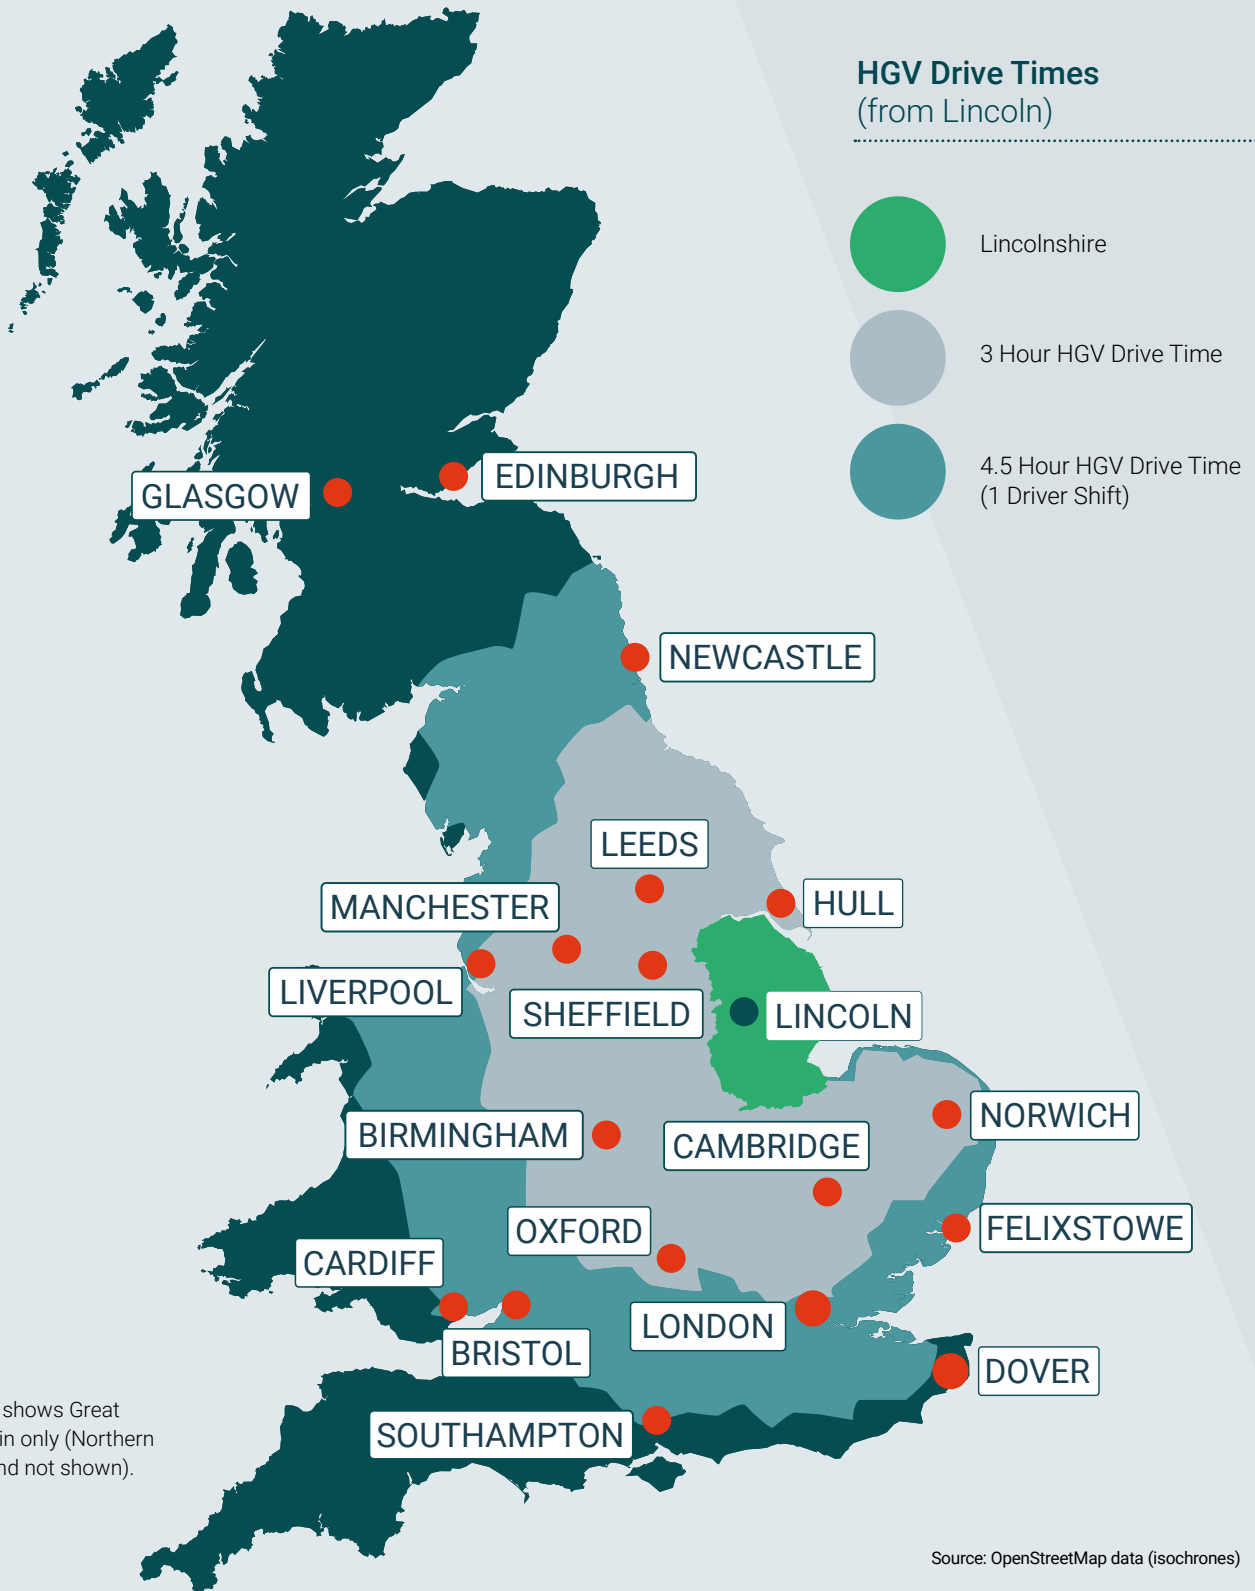 HGV Drive Times
(from Lincoln)
Lincolnshire
3 Hour HGV Drive Time
4.5 Hour HGV Drive Time
(1 Driver Shift)
EDINBURGH
GLASGOW
NEWCASTLE
LEEDS
MANCHESTER
HULL
LIVERPOOL
SHEFFIELD
LINCOLN
NORWICH
BIRMINGHAM
CAMBRIDGE
OXFORD
FELIXSTOWE
CARDIFF
LONDON
BRISTOL
DOVER
SOUTHAMPTON
shows Great
in only (Northern
nd not shown).
Source: OpenStreetMap data (isochrones)